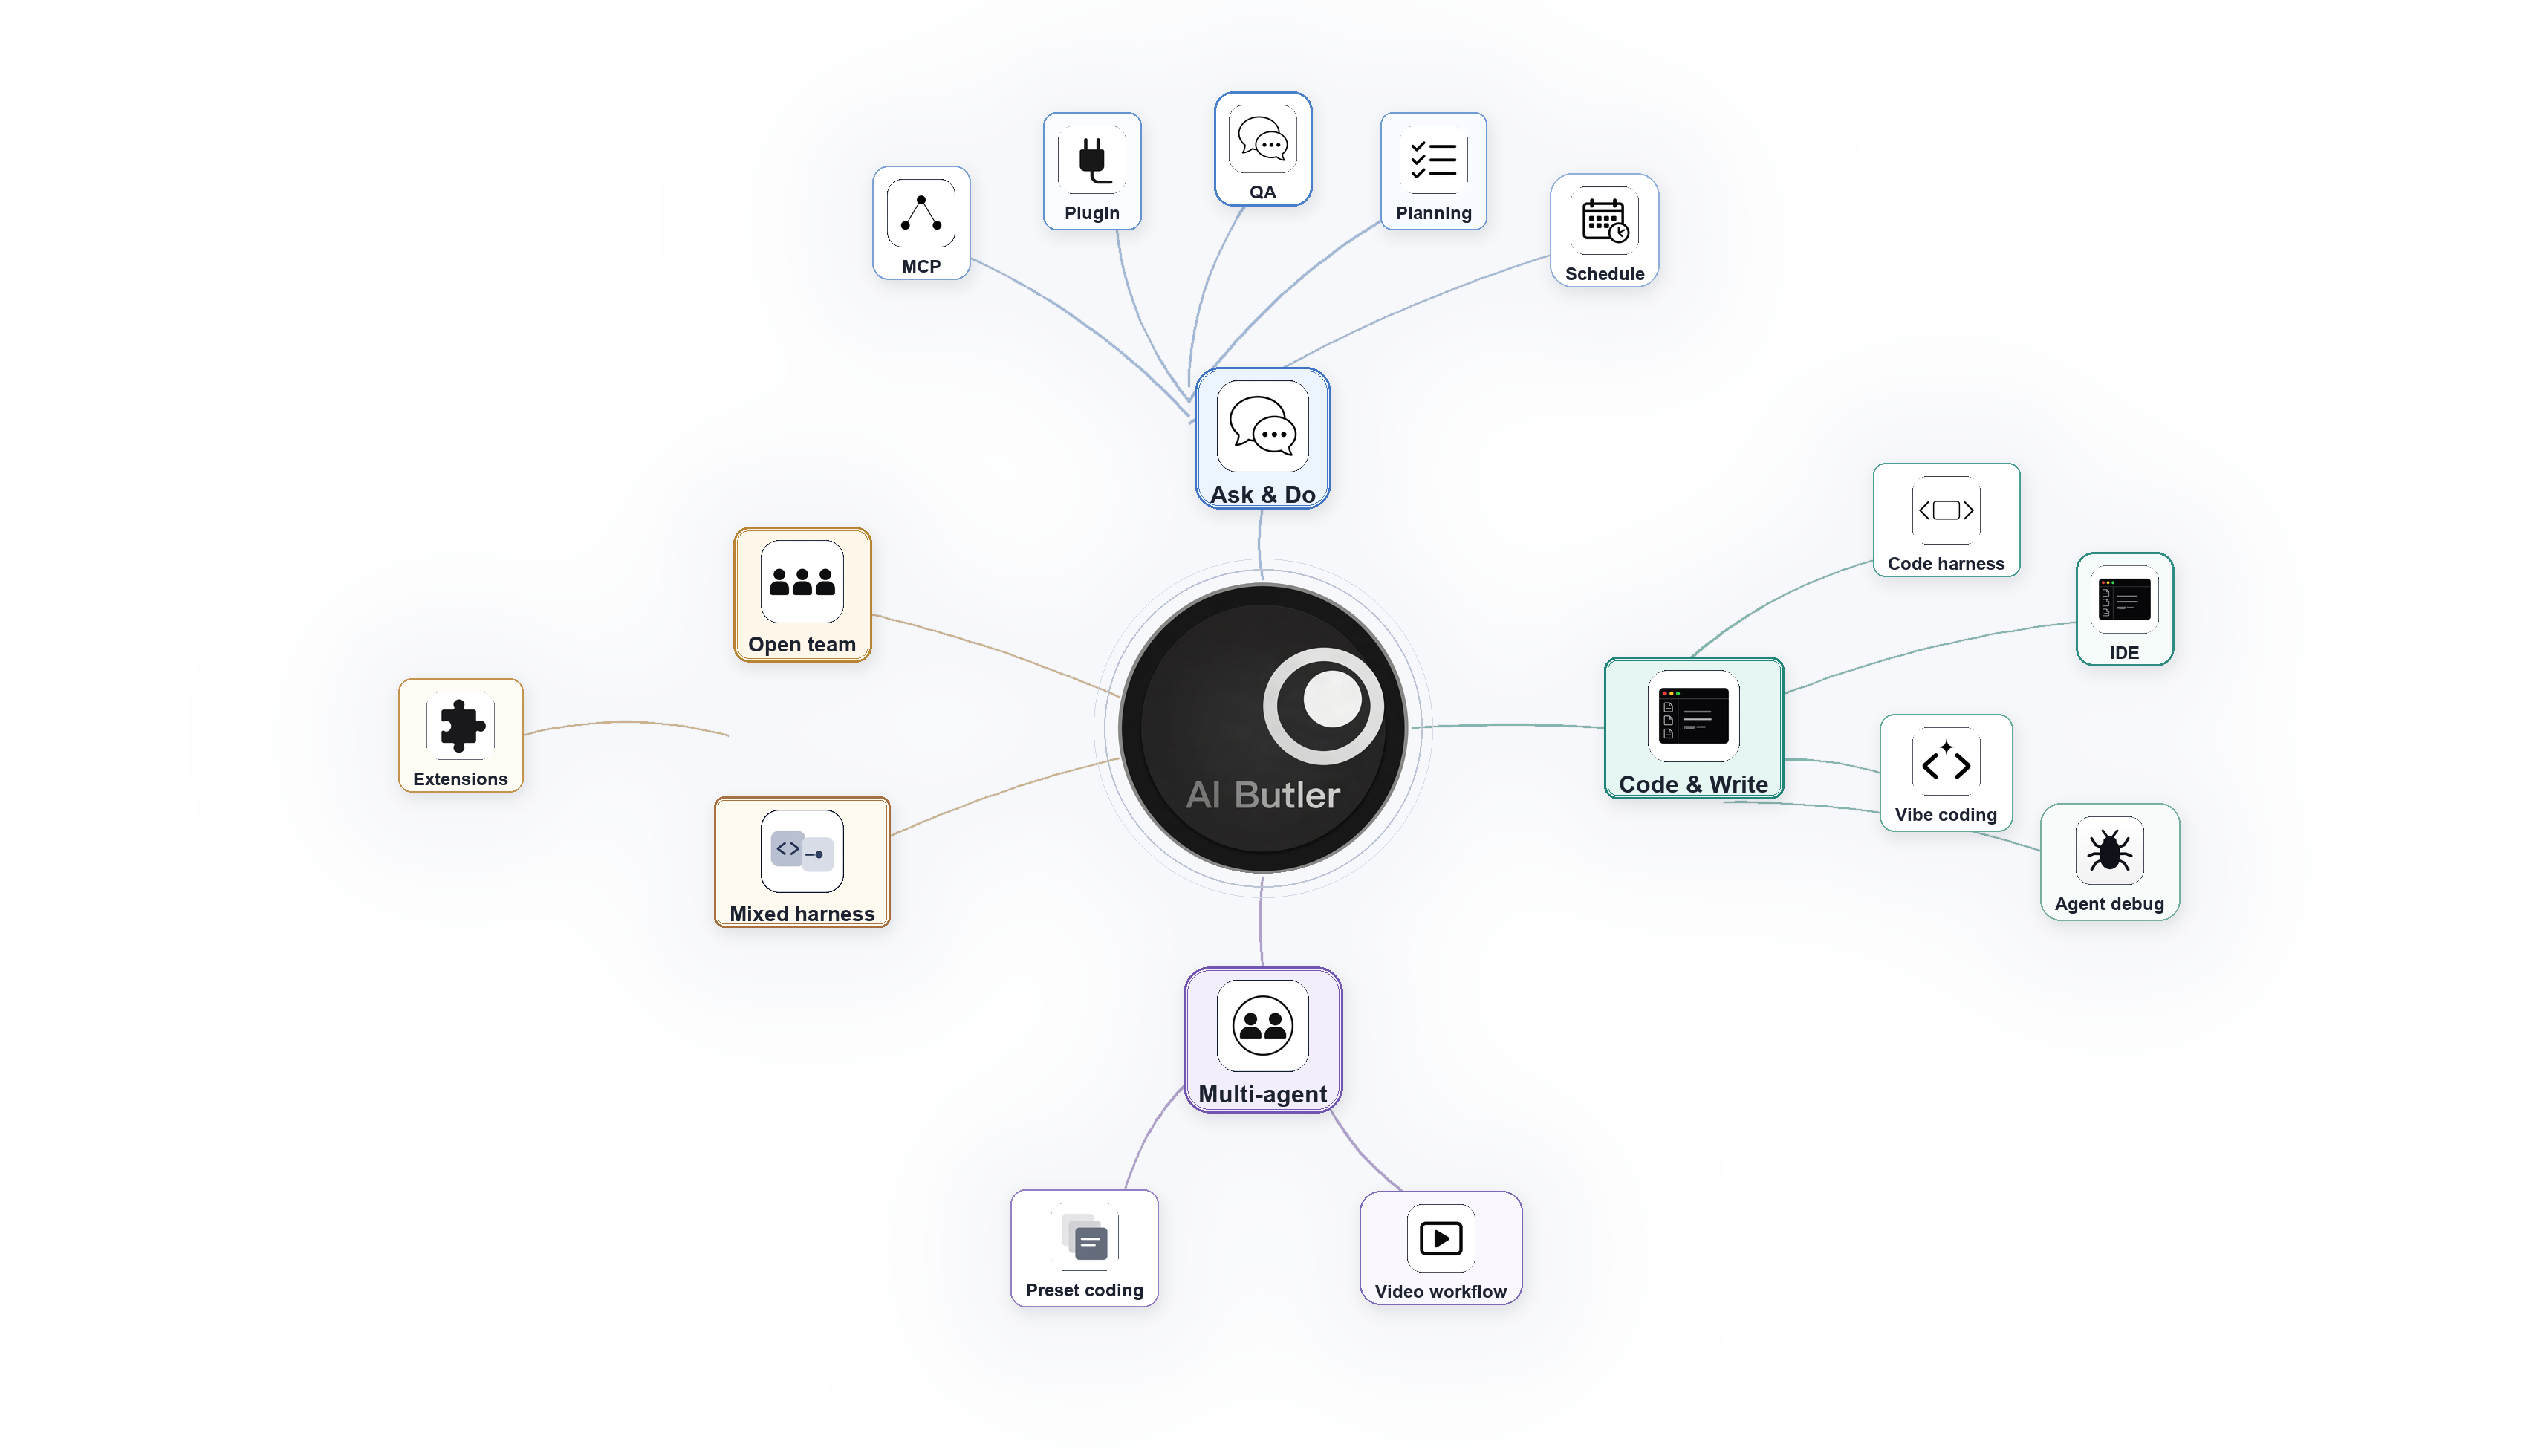 QA
Plugin
Planning
MCP
Schedule
Ask & Do
Code harness
Open team
IDE
Extensions
Code & Write
AI Butler
Vibe coding
Mixed harness
Agent debug
Multi-agent
Preset coding
Video workflow